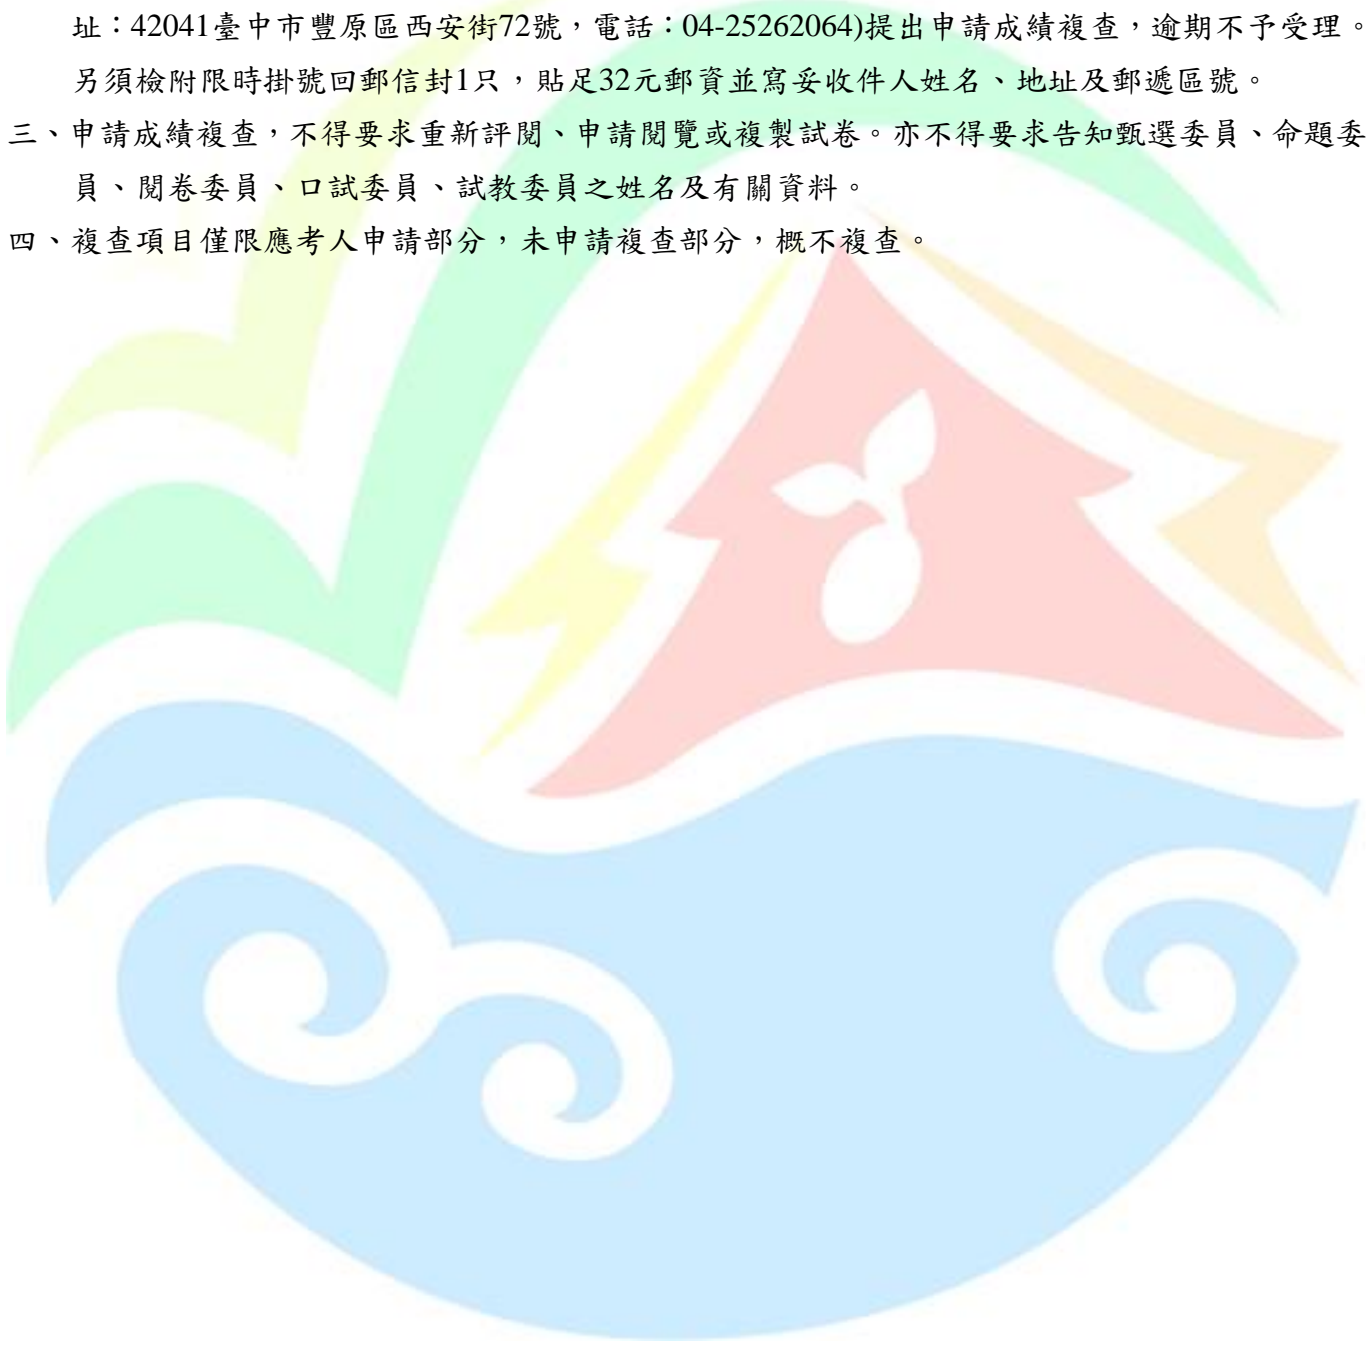 址：42041臺中市豐原區西安街72號，電話：04-25262064)提出申請成績複查，逾期不予受理。
另須檢附限時掛號回郵信封1只，貼足32元郵資並寫妥收件人姓名、地址及郵遞區號。
三、申請成績複查，不得要求重新評閱、申請閱覽或複製試卷。亦不得要求告知甄選委員、命題委
員、閱卷委員、口試委員、試教委員之姓名及有關資料。
四、複查項目僅限應考人申請部分，未申請複查部分，概不複查。